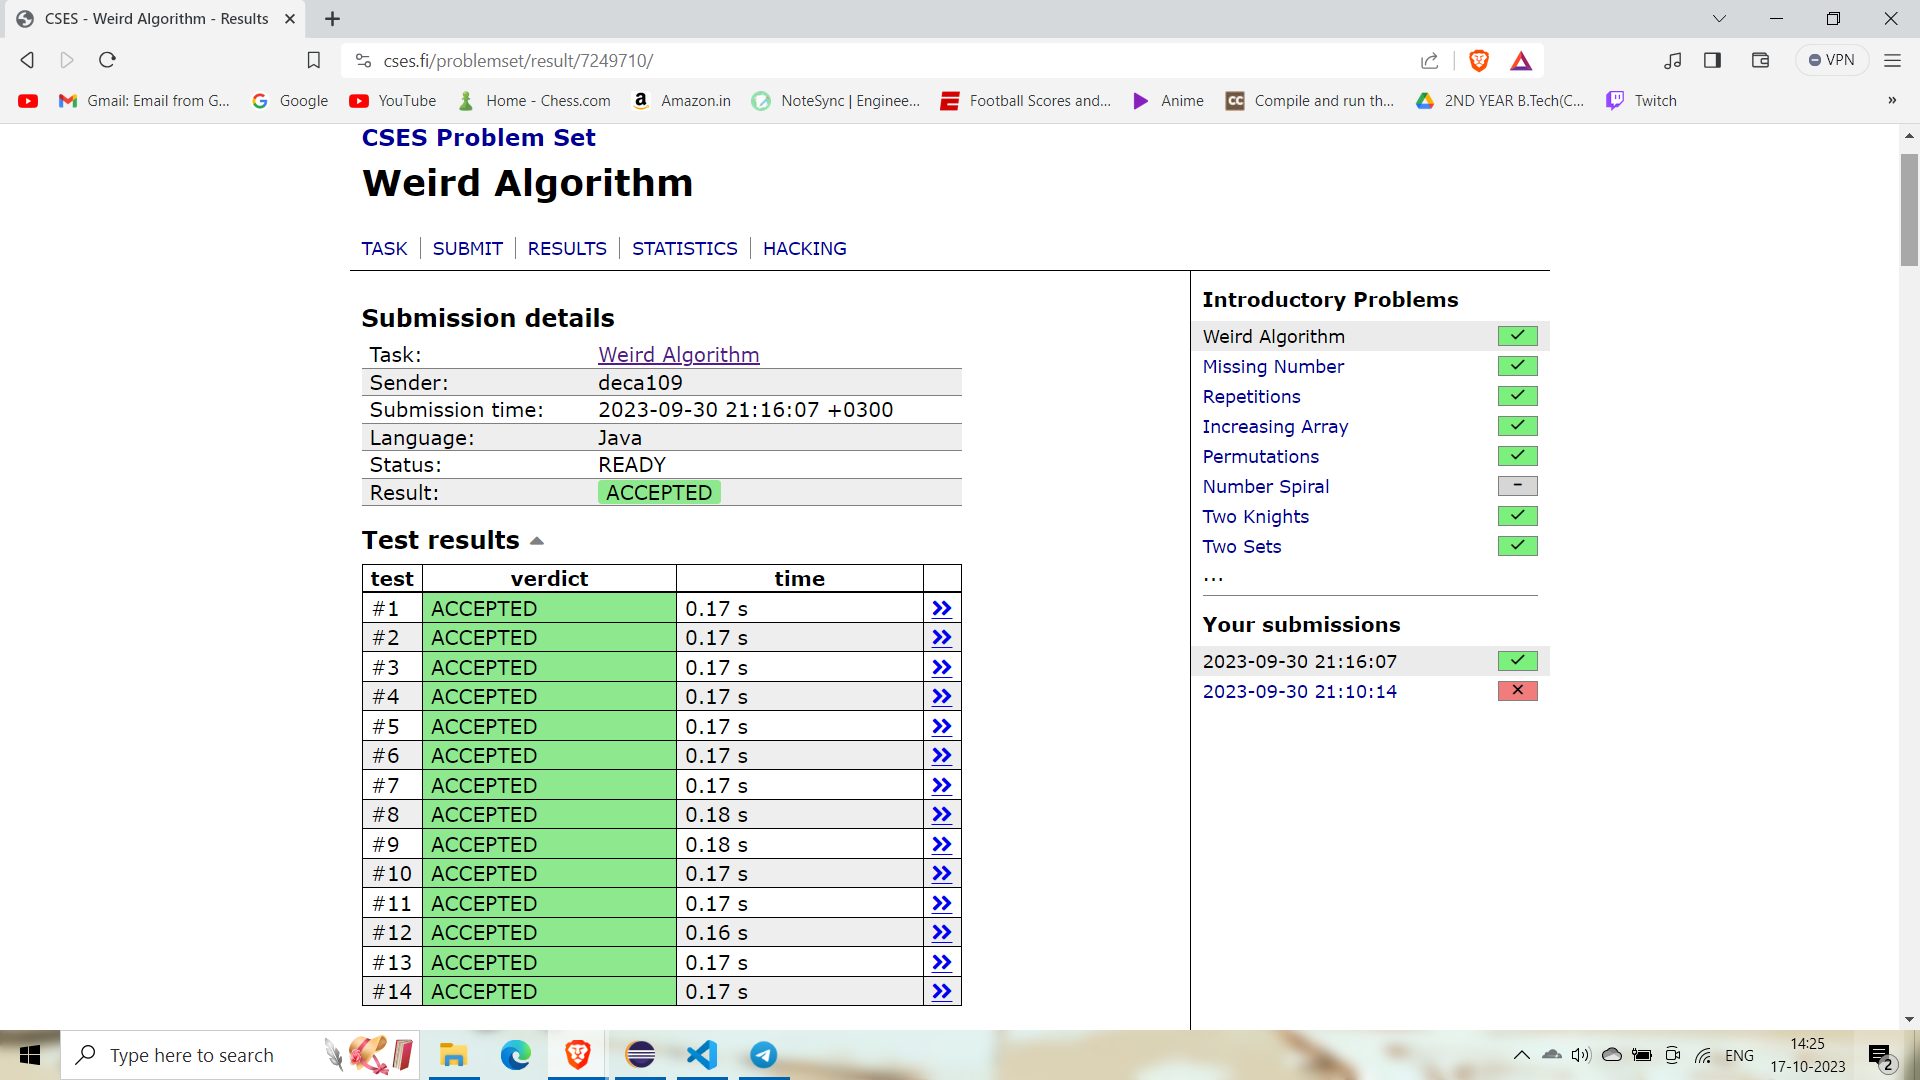 CSES - Weird Algorithm - Results
cses.fi/problemset/result/7249710/
VPN
Gmail: Email from G... Google YouTube Home - Chess.com Amazon.in NoteSync | Enginee... Football Scores and... Anime Compile and run th... 2ND YEAR B.Tech(C... Twitch »
CSES Problem Set
Weird Algorithm
TASK SUBMIT RESULTS STATISTICS HACKING
Submission details
Task: Weird Algorithm
Sender: deca109
Submission time: 2023-09-30 21:16:07 +0300
Language: Java
Status: READY
Result: ACCEPTED
Test results
test verdict time
#1 ACCEPTED 0.17 s »
#2 ACCEPTED 0.17 s »
#3 ACCEPTED 0.17 s »
#4 ACCEPTED 0.17 s »
#5 ACCEPTED 0.17 s »
#6 ACCEPTED 0.17 s »
#7 ACCEPTED 0.17 s »
#8 ACCEPTED 0.18 s »
#9 ACCEPTED 0.18 s »
#10 ACCEPTED 0.17 s »
#11 ACCEPTED 0.17 s »
#12 ACCEPTED 0.16 s »
#13 ACCEPTED 0.17 s »
#14 ACCEPTED 0.17 s »
Introductory Problems
Weird Algorithm
Missing Number
Repetitions
Increasing Array
Permutations
Number Spiral –
Two Knights
Two Sets
...
Your submissions
2023-09-30 21:16:07
2023-09-30 21:10:14
Type here to search
ENG
14:25
17-10-2023
2